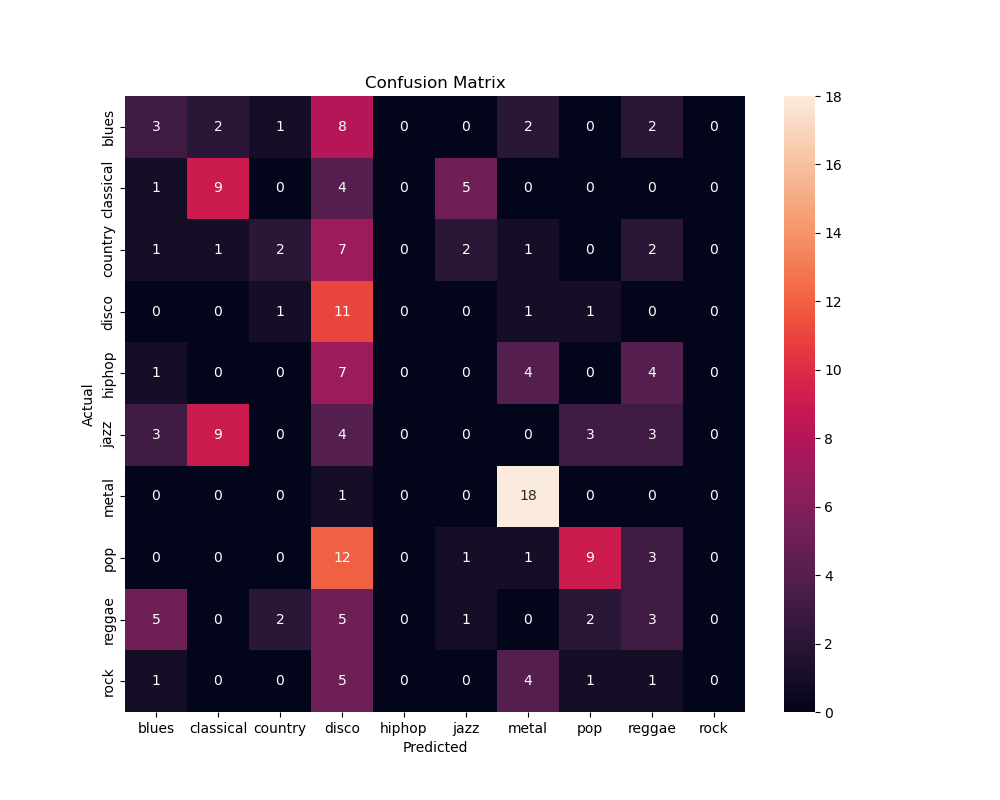 Confusion Matrix
Actual
blues 3 2 1 8 0 0 2 0 2 0
classical 1 9 0 4 0 5 0 0 0 0
country 1 1 2 7 0 2 1 0 2 0
disco 0 0 1 11 0 0 1 1 0 0
hiphop 1 0 0 7 0 0 4 0 4 0
jazz 3 9 0 4 0 0 0 3 3 0
metal 0 0 0 1 0 0 18 0 0 0
pop 0 0 0 12 0 1 1 9 3 0
reggae 5 0 2 5 0 1 0 2 3 0
rock 1 0 0 5 0 0 4 1 1 0
blues classical country disco hiphop jazz metal pop reggae rock
Predicted
18
16
14
12
10
8
6
4
2
0